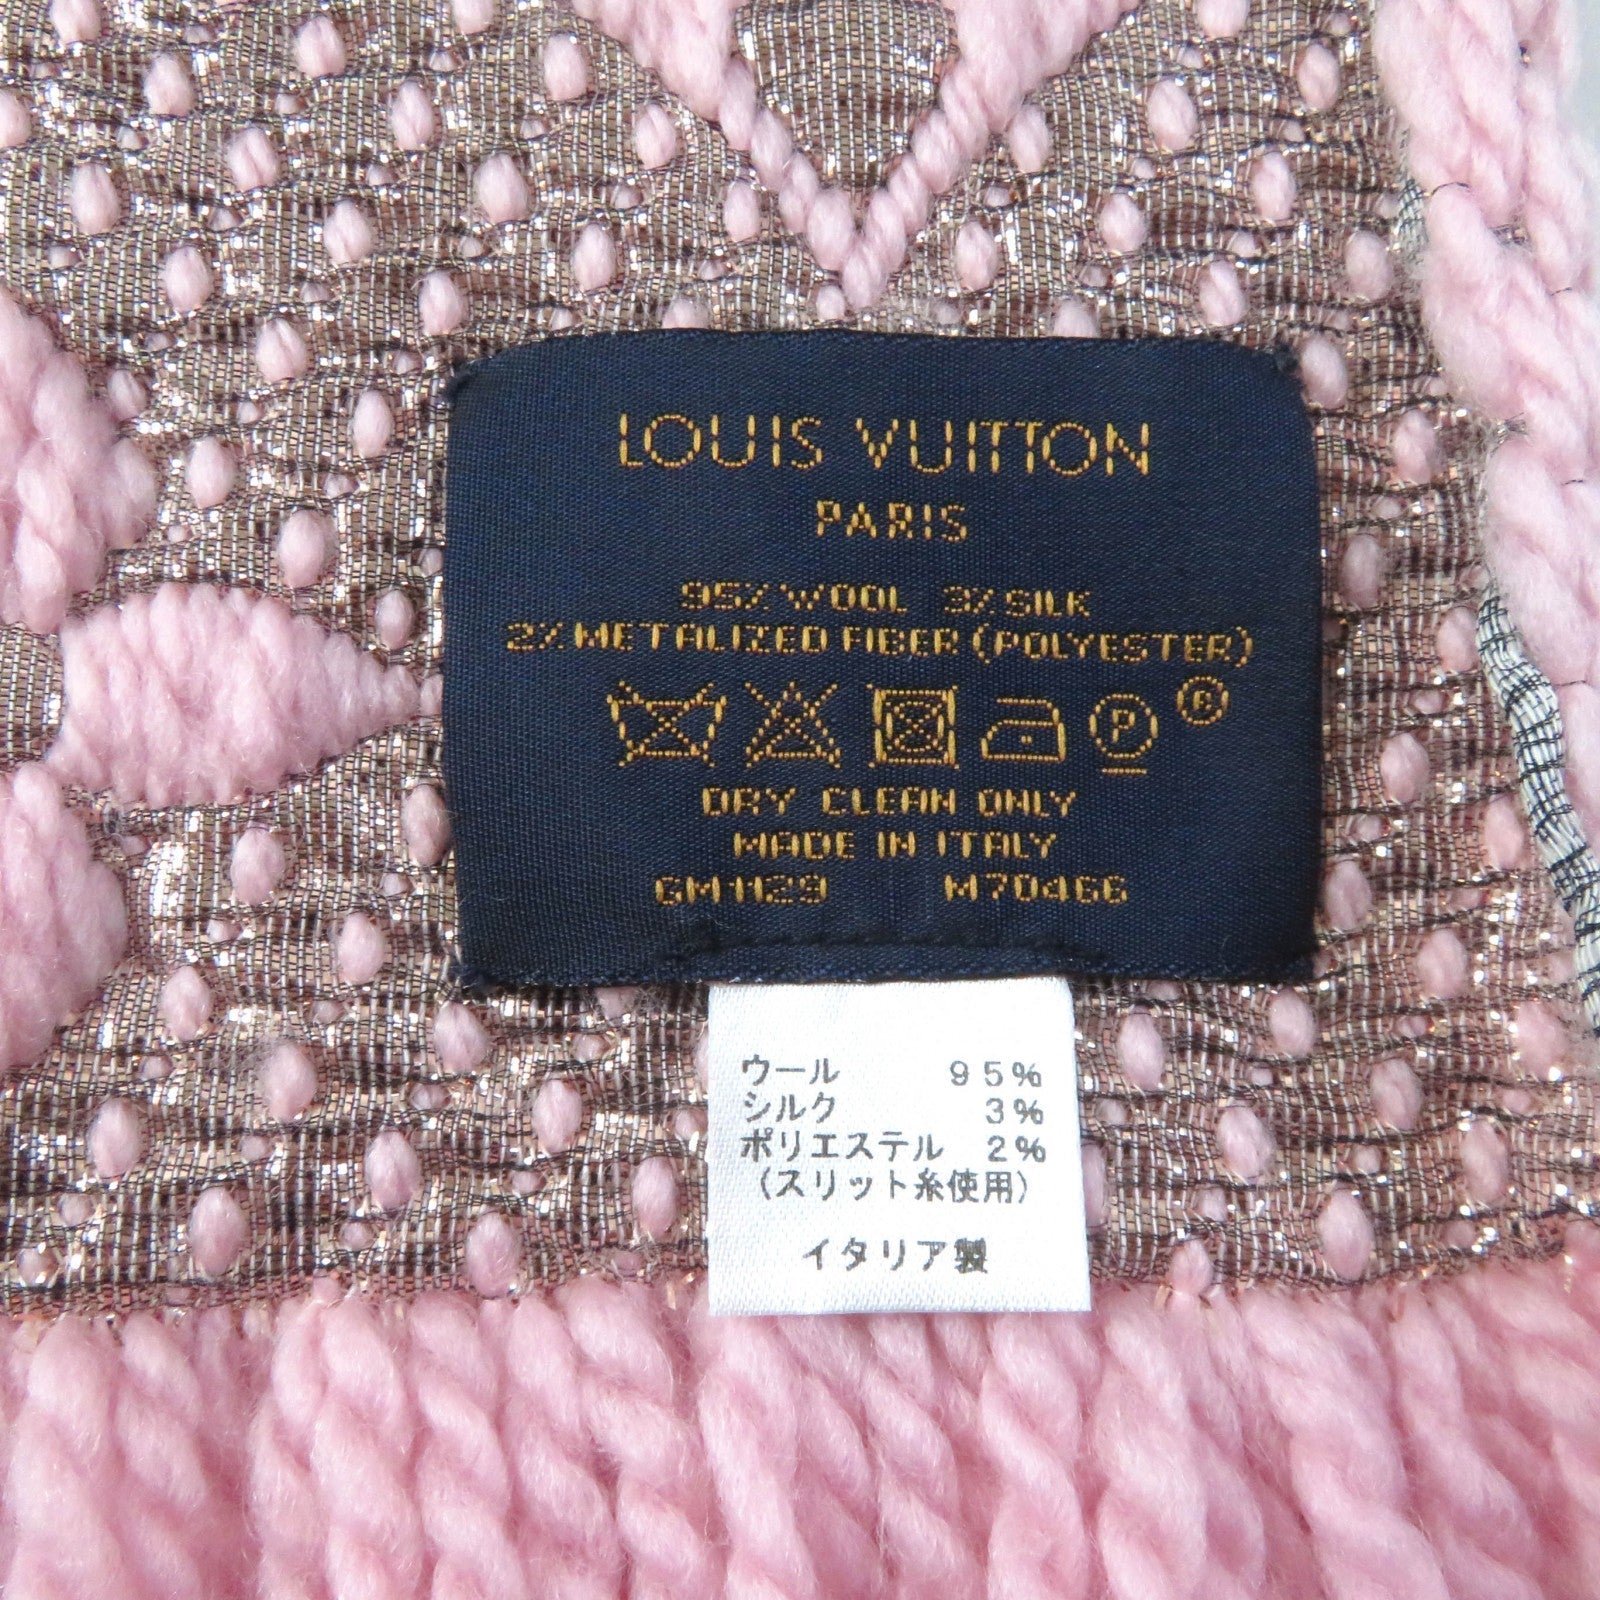 LOUIS VUITTON
PARIS
95% WOOL 3% SILK
2% METALIZED FIBER (POLYESTER)
P ®
DRY CLEAN ONLY
MADE IN ITALY
GM1129 M70466
ウール 95%
シルク 3%
ポリエステル 2%
(スリット糸使用)
イタリア製